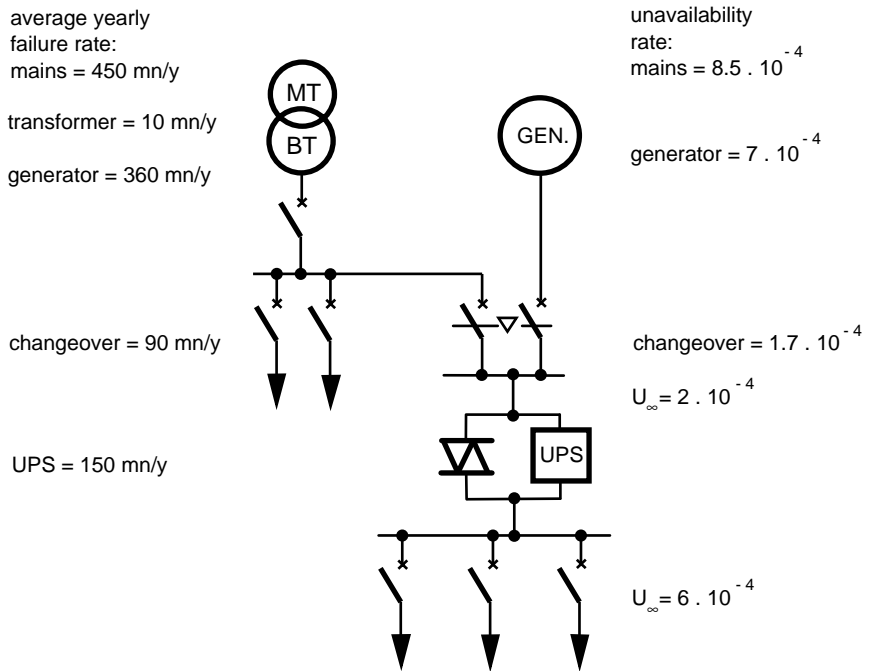 average yearly
failure rate:
mains = 450 mn/y
transformer = 10 mn/y
generator = 360 mn/y
changeover = 90 mn/y
UPS = 150 mn/y
MT
BT
GEN.
UPS
unavailability
rate:
mains = 8.5 . 10⁻⁴
generator = 7 . 10⁻⁴
changeover = 1.7 . 10⁻⁴
U∞ = 2 . 10⁻⁴
U∞ = 6 . 10⁻⁴